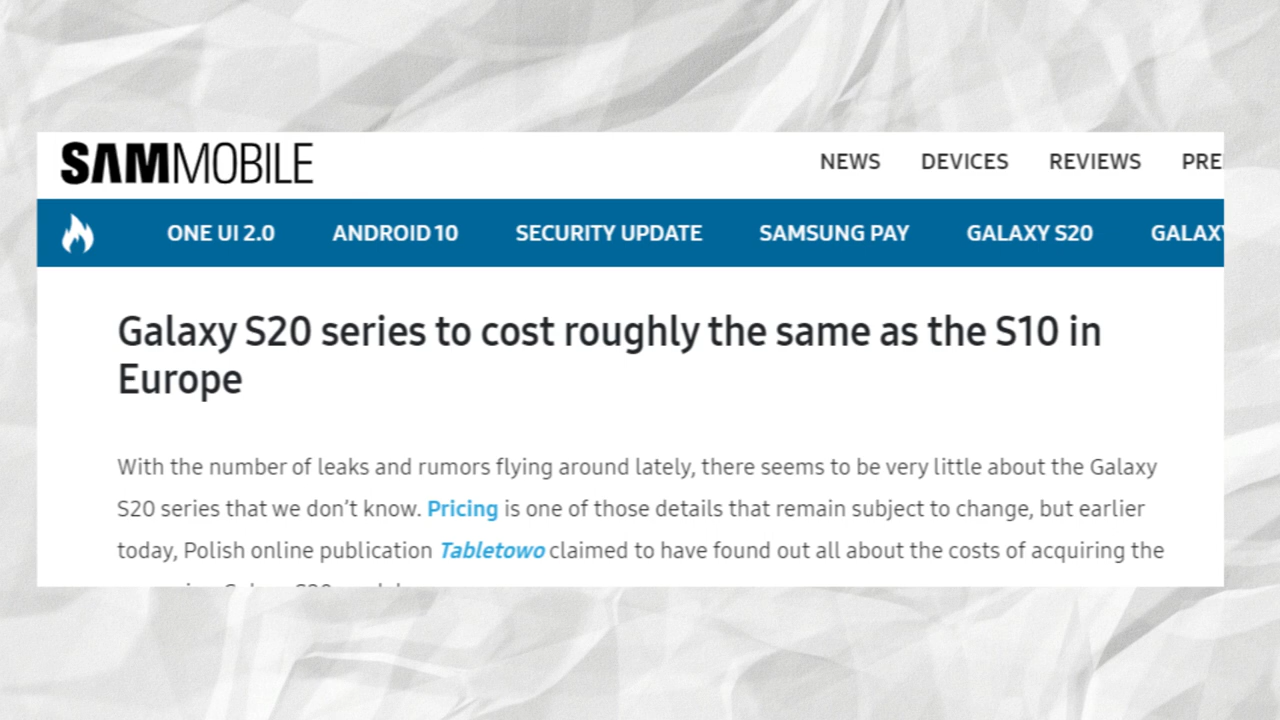 SAMMOBILE
NEWS DEVICES REVIEWS
ONE UI 2.0 ANDROID 10 SECURITY UPDATE SAMSUNG PAY GALAXY S20
Galaxy S20 series to cost roughly the same as the S10 in
Europe
With the number of leaks and rumors flying around lately, there seems to be very little about the Galaxy
S20 series that we don’t know. Pricing is one of those details that remain subject to change, but earlier
today, Polish online publication Tabletowo claimed to have found out all about the costs of acquiring the